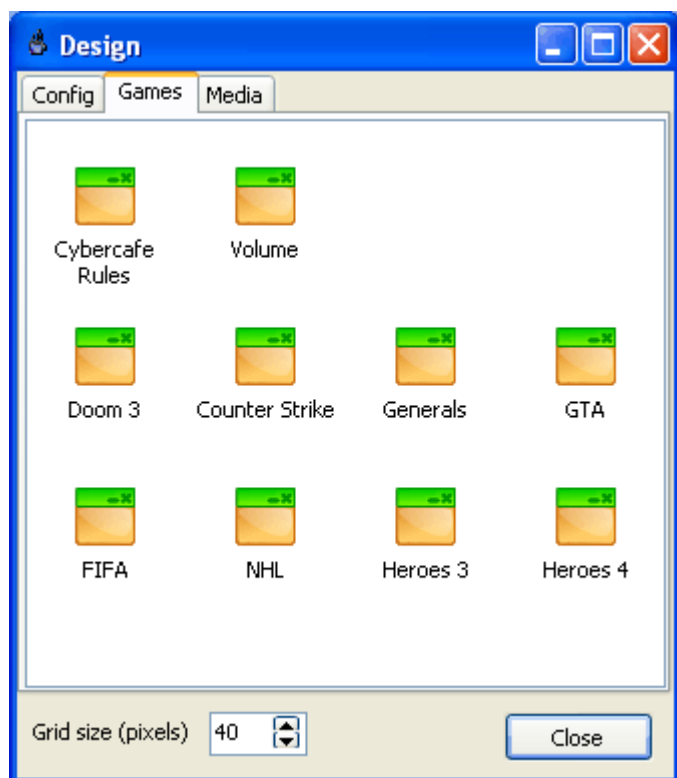 Design
Config Games Media
Cybercafe Volume
Rules
Doom 3 Counter Strike Generals GTA
FIFA NHL Heroes 3 Heroes 4
Grid size (pixels) 40 Close